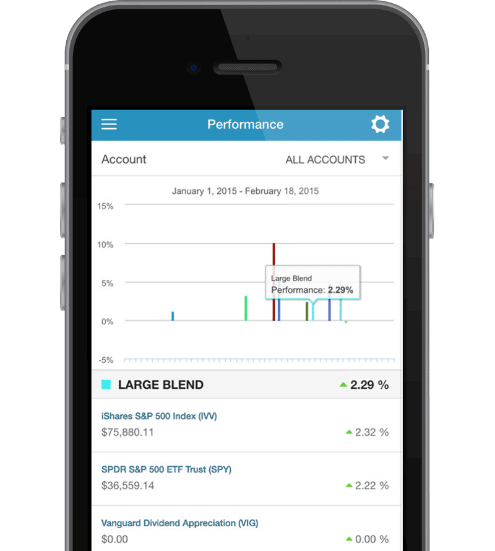 Performance
Account ALL ACCOUNTS
January 1, 2015 - February 18, 2015
15%
10%
Large Blend
5%
Performance: 2.29%
0%
-5%
LARGE BLEND 2.29 %
iShares S&P 500 Index (IVV)
$75,880.11 2.32 %
SPDR S&P 500 ETF Trust (SPY)
$36,559.14 2.22 %
Vanguard Dividend Appreciation (VIG)
$0.00 0.00 %